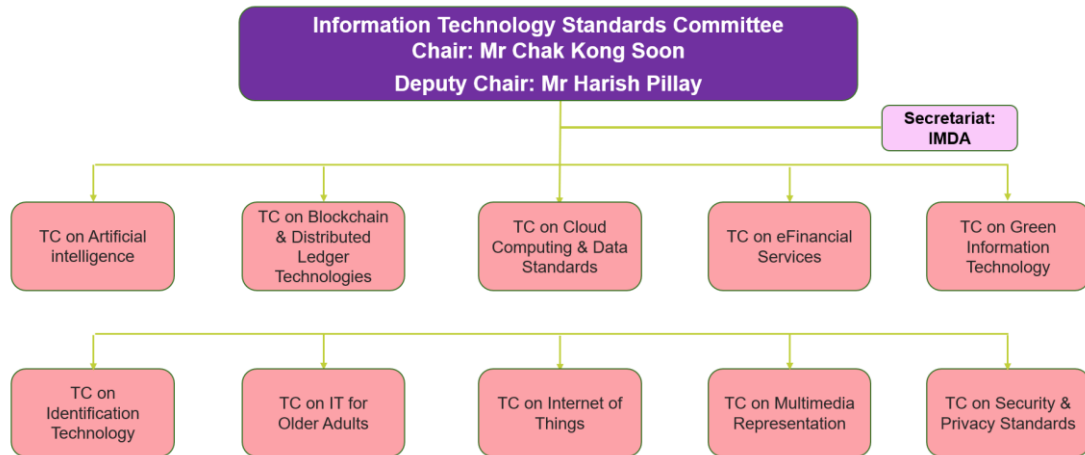 Information Technology Standards Committee
Chair: Mr Chak Kong Soon
Deputy Chair: Mr Harish Pillay
Secretariat:
IMDA
TC on Artificial
intelligence
TC on Blockchain
& Distributed
Ledger
Technologies
TC on Cloud
Computing & Data
Standards
TC on eFinancial
Services
TC on Green
Information
Technology
TC on
Identification
Technology
TC on IT for
Older Adults
TC on Internet of
Things
TC on Multimedia
Representation
TC on Security &
Privacy Standards